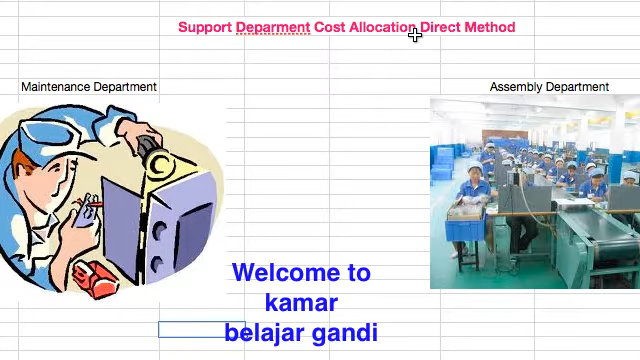 Support Deparment Cost Allocation Direct Method
Maintenance Department
Assembly Department
Welcome to
kamar
belajar gandi